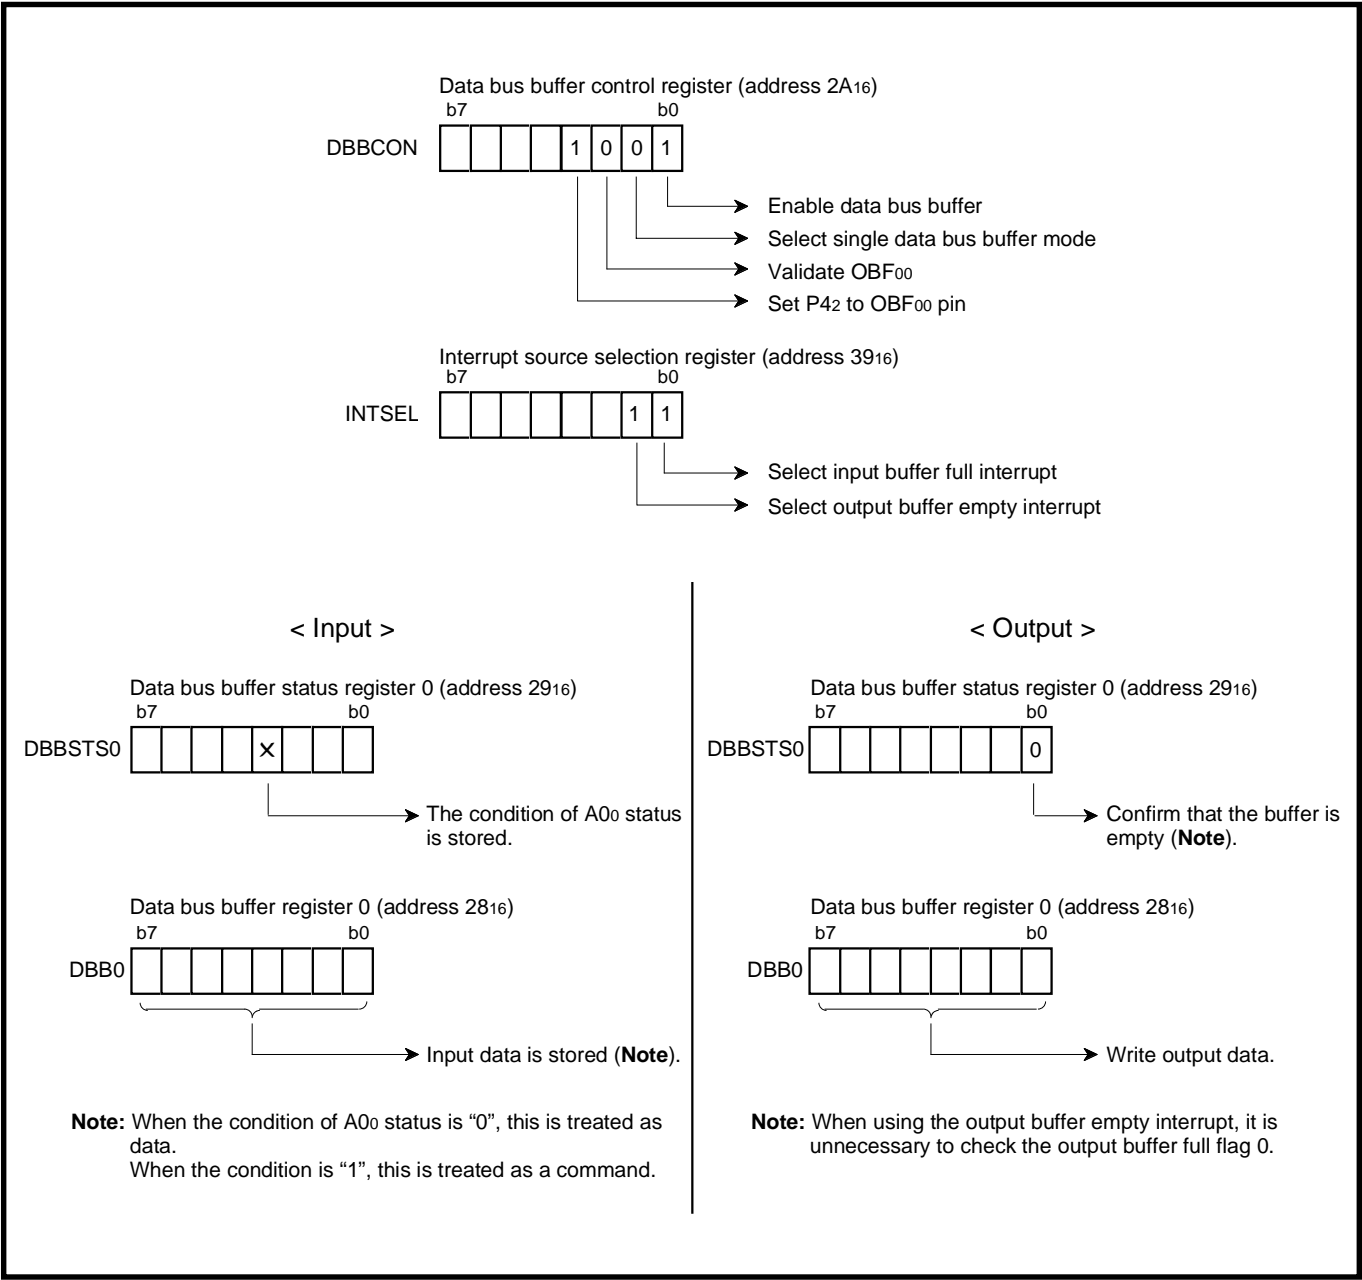 Data bus buffer control register (address 2A16)
b7 b0
DBBCON 1 0 0 1
Enable data bus buffer
Select single data bus buffer mode
Validate OBF00
Set P42 to OBF00 pin
Interrupt source selection register (address 3916)
b7 b0
INTSEL 1 1
Select input buffer full interrupt
Select output buffer empty interrupt
< Input >
Data bus buffer status register 0 (address 2916)
b7 b0
DBBSTS0 ×
The condition of A00 status
is stored.
Data bus buffer register 0 (address 2816)
b7 b0
DBB0
Input data is stored (Note).
Note: When the condition of A00 status is “0”, this is treated as
data.
When the condition is “1”, this is treated as a command.
< Output >
Data bus buffer status register 0 (address 2916)
b7 b0
DBBSTS0 0
Confirm that the buffer is
empty (Note).
Data bus buffer register 0 (address 2816)
b7 b0
DBB0
Write output data.
Note: When using the output buffer empty interrupt, it is
unnecessary to check the output buffer full flag 0.